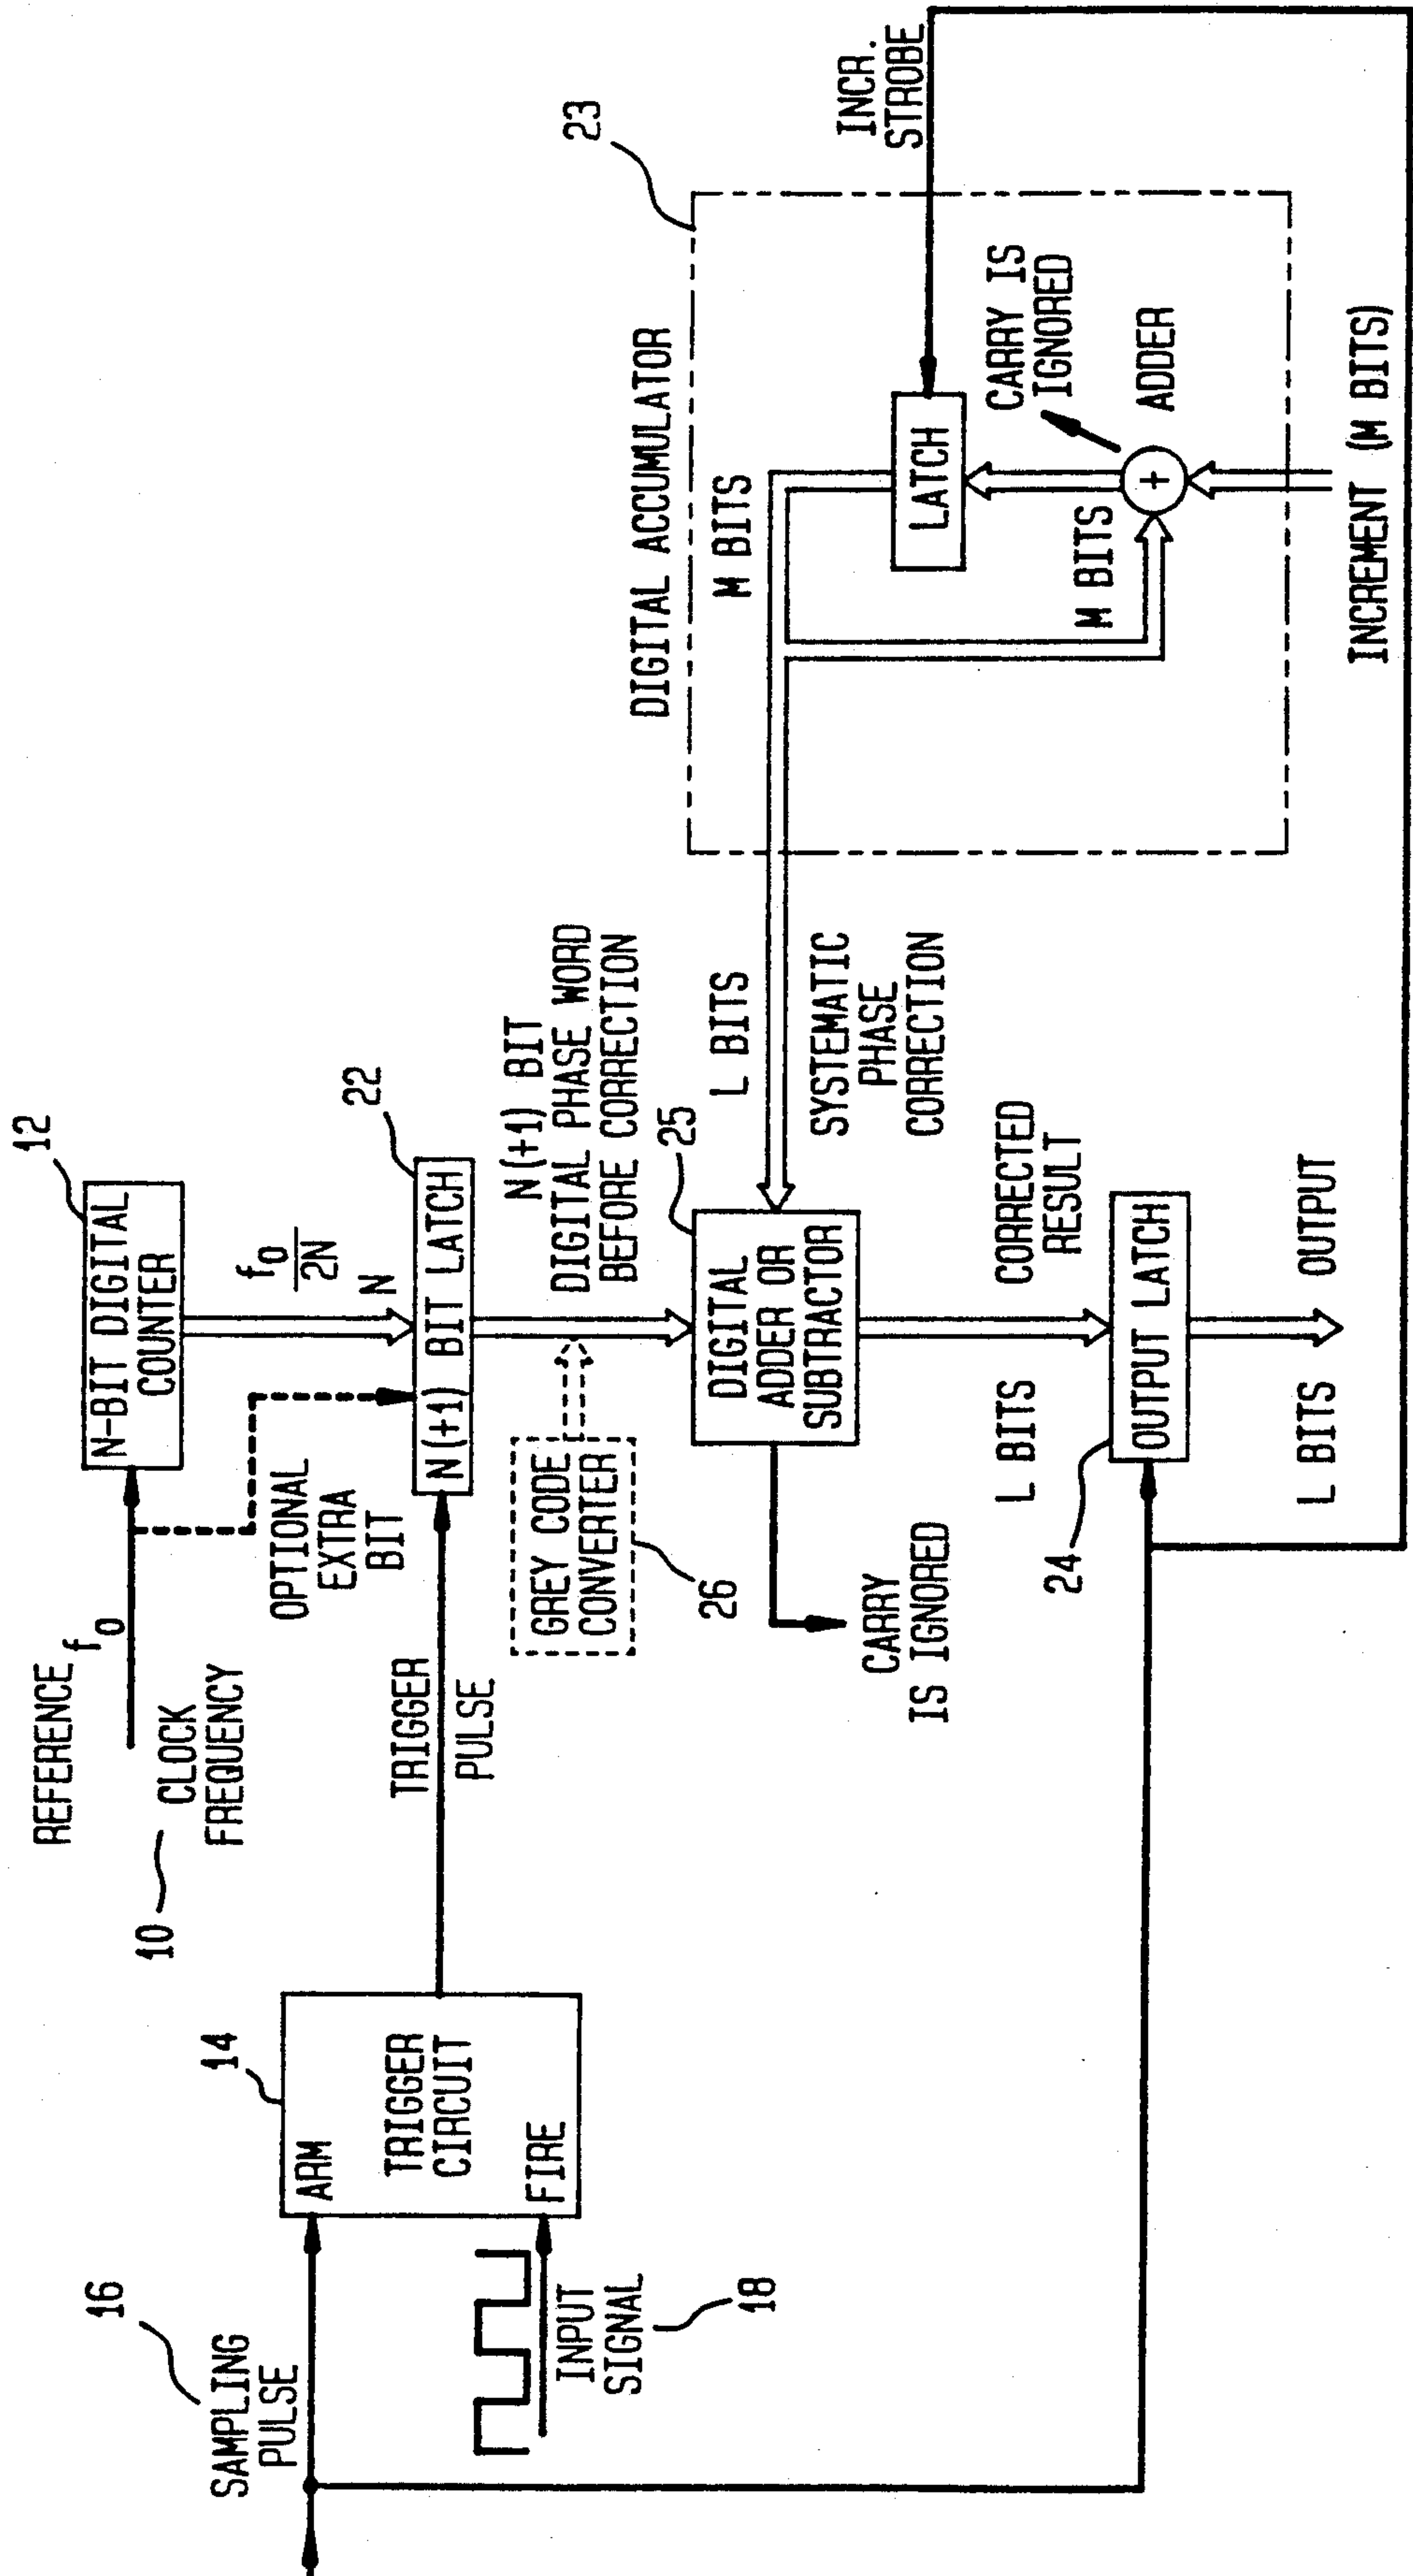 16
SAMPLING
PULSE
14
ARM
TRIGGER
CIRCUIT
FIRE
INPUT
SIGNAL
18
REFERENCE
f0
10
CLOCK
FREQUENCY
12
N-BIT DIGITAL
COUNTER
OPTIONAL
EXTRA
BIT
f0
2N
N
TRIGGER
PULSE
22
N(+1) BIT LATCH
N(+1) BIT
DIGITAL PHASE WORD
BEFORE CORRECTION
GREY CODE
CONVERTER
26
25
DIGITAL
ADDER OR
SUBTRACTOR
CARRY
IS IGNORED
L BITS
SYSTEMATIC
PHASE
CORRECTION
L BITS
CORRECTED
RESULT
24
OUTPUT LATCH
L BITS
OUTPUT
DIGITAL ACCUMULATOR
23
M BITS
LATCH
INCR.
STROBE
M BITS
CARRY IS
IGNORED
+
ADDER
INCREMENT (M BITS)